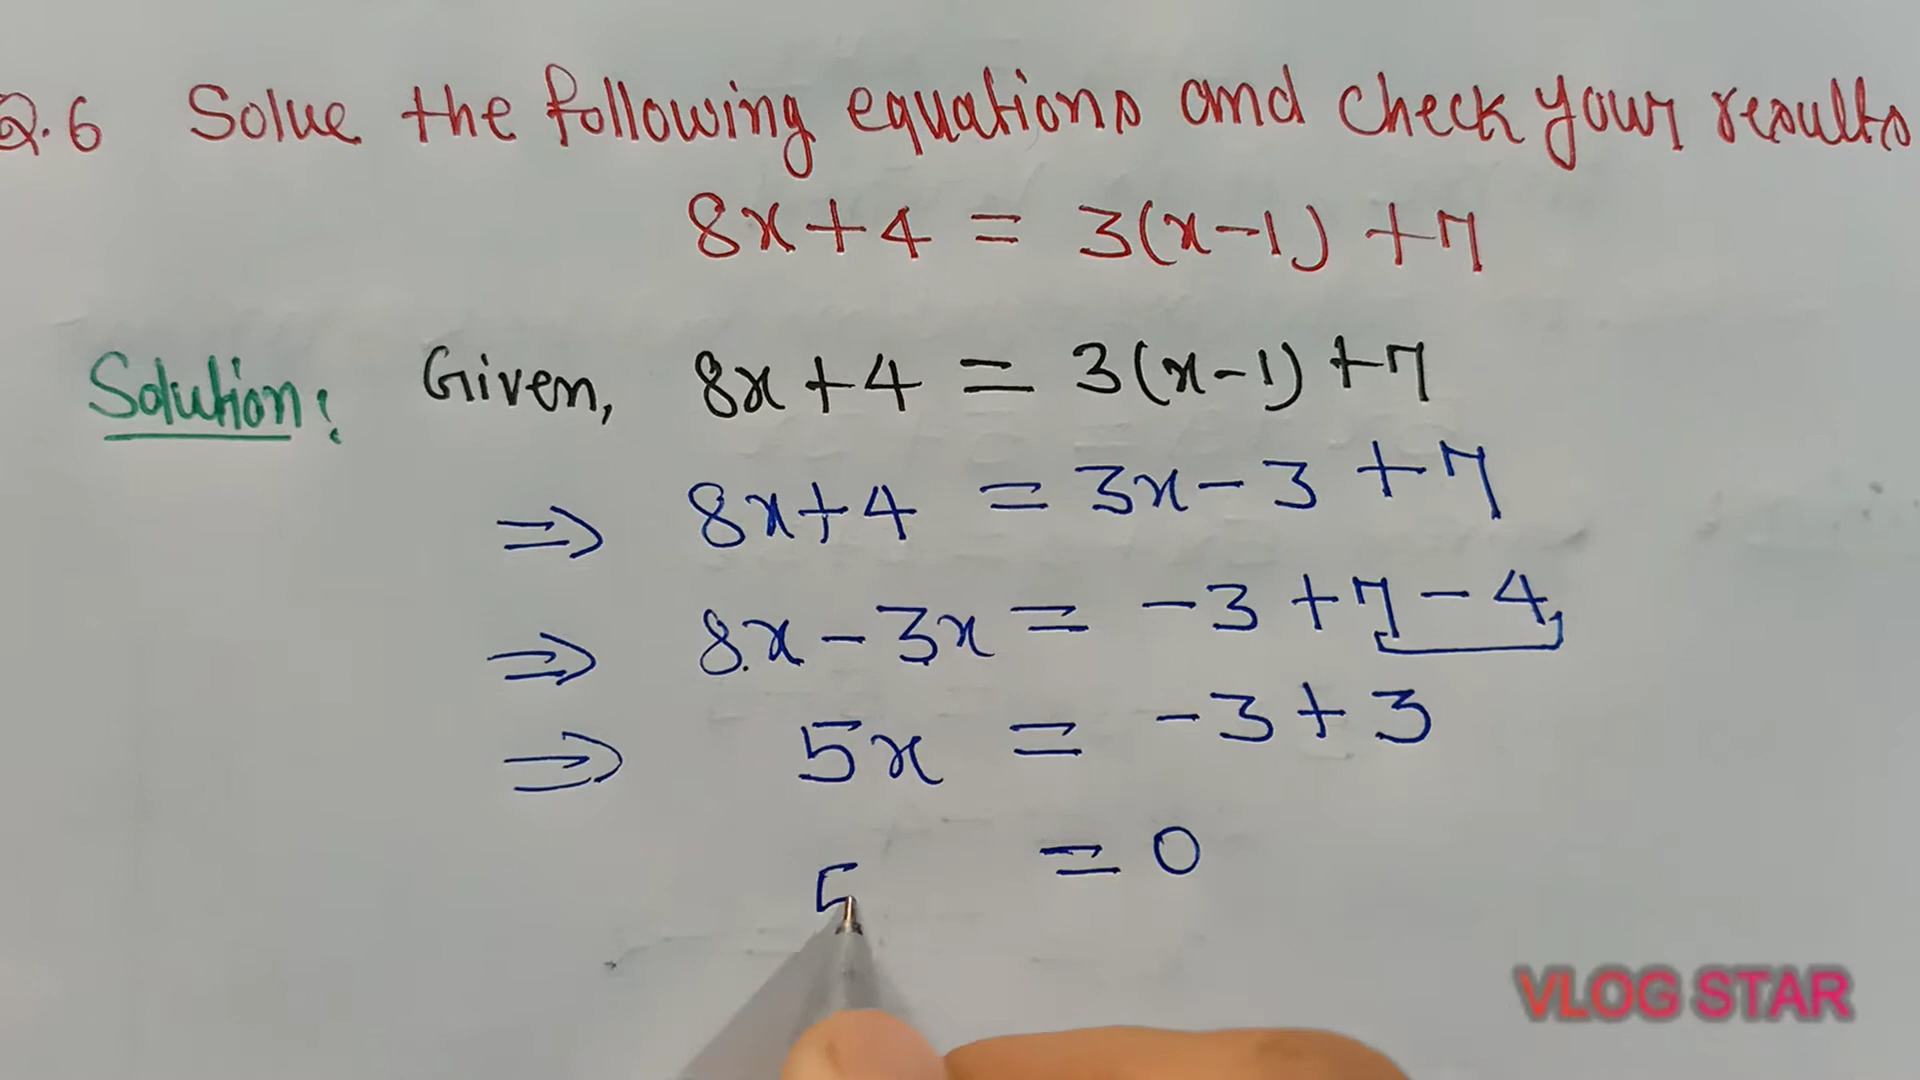 Q.6 Solve the following equations and check your results
8x+4 = 3(x-1) +7
Solution: Given, 8x+4 = 3(x-1)+7
⇒ 8x+4 = 3x-3+7
⇒ 8x-3x = -3+7-4
⇒ 5x = -3+3
5 = 0
VLOG STAR